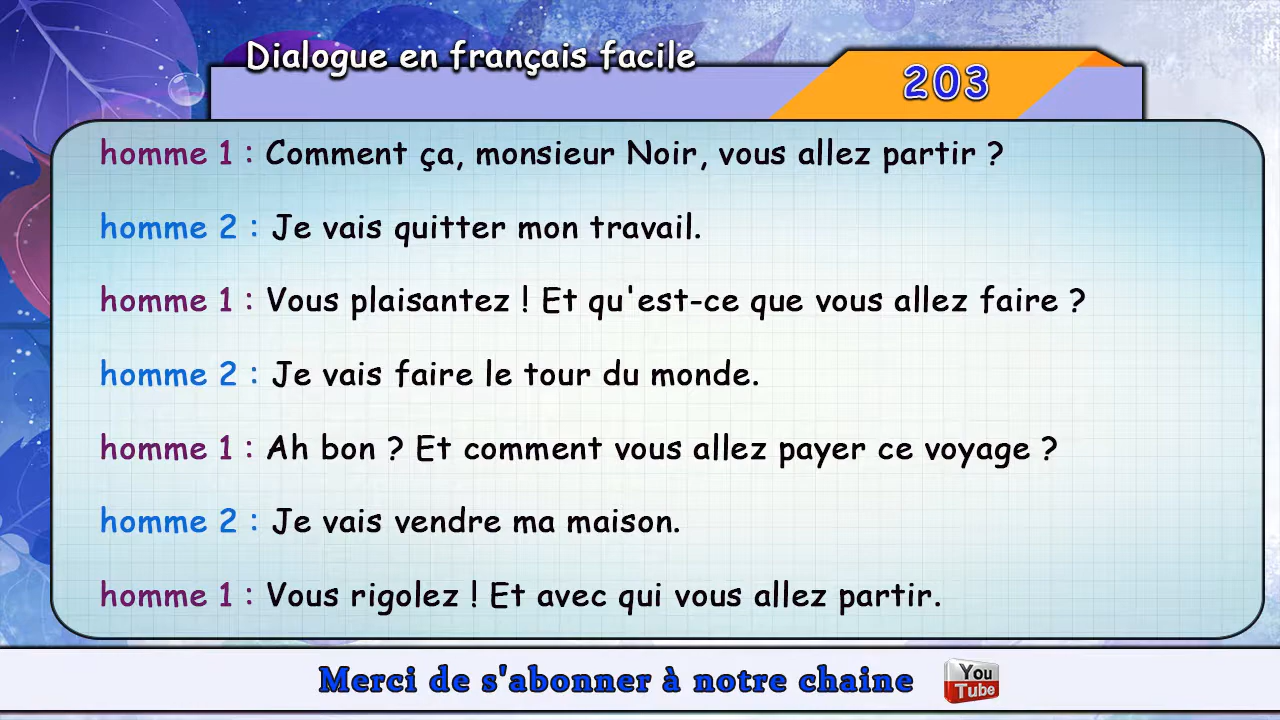 Dialogue en français facile
203
homme 1 : Comment ça, monsieur Noir, vous allez partir ?
homme 2 : Je vais quitter mon travail.
homme 1 : Vous plaisantez ! Et qu'est-ce que vous allez faire ?
homme 2 : Je vais faire le tour du monde.
homme 1 : Ah bon ? Et comment vous allez payer ce voyage ?
homme 2 : Je vais vendre ma maison.
homme 1 : Vous rigolez ! Et avec qui vous allez partir.
Merci de s'abonner à notre chaine
You
Tube